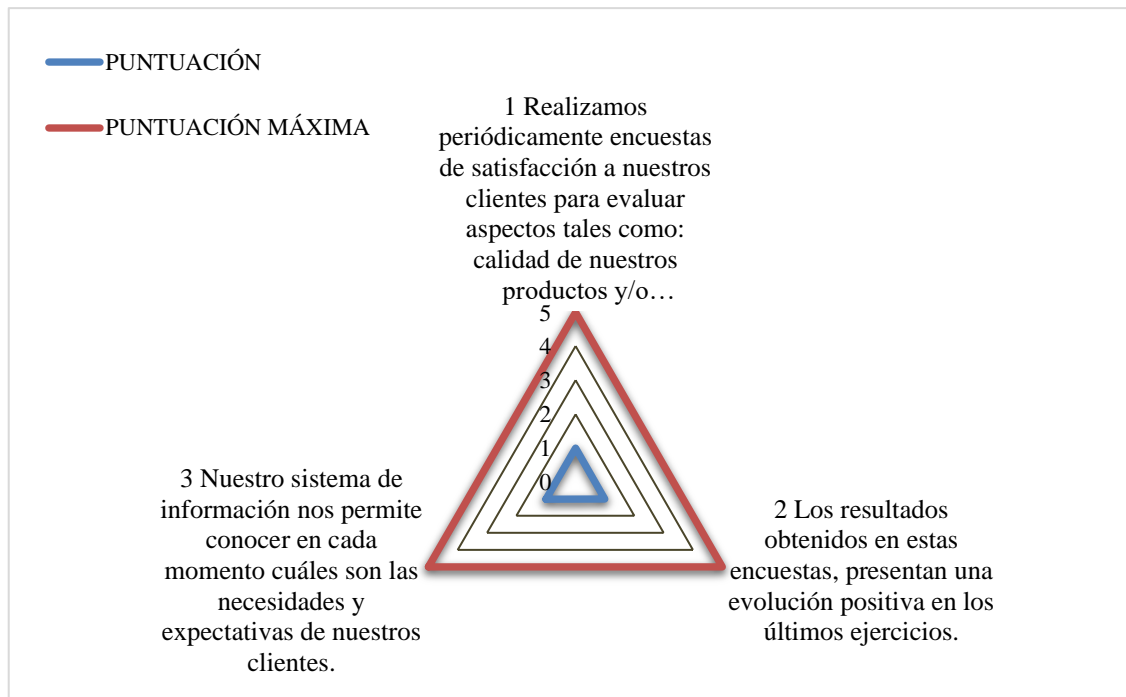 PUNTUACIÓN
PUNTUACIÓN MÁXIMA
1 Realizamos
periódicamente encuestas
de satisfacción a nuestros
clientes para evaluar
aspectos tales como:
calidad de nuestros
productos y/o…
5
4
3
2
1
0
2 Los resultados
obtenidos en estas
encuestas, presentan una
evolución positiva en los
últimos ejercicios.
3 Nuestro sistema de
información nos permite
conocer en cada
momento cuáles son las
necesidades y
expectativas de nuestros
clientes.